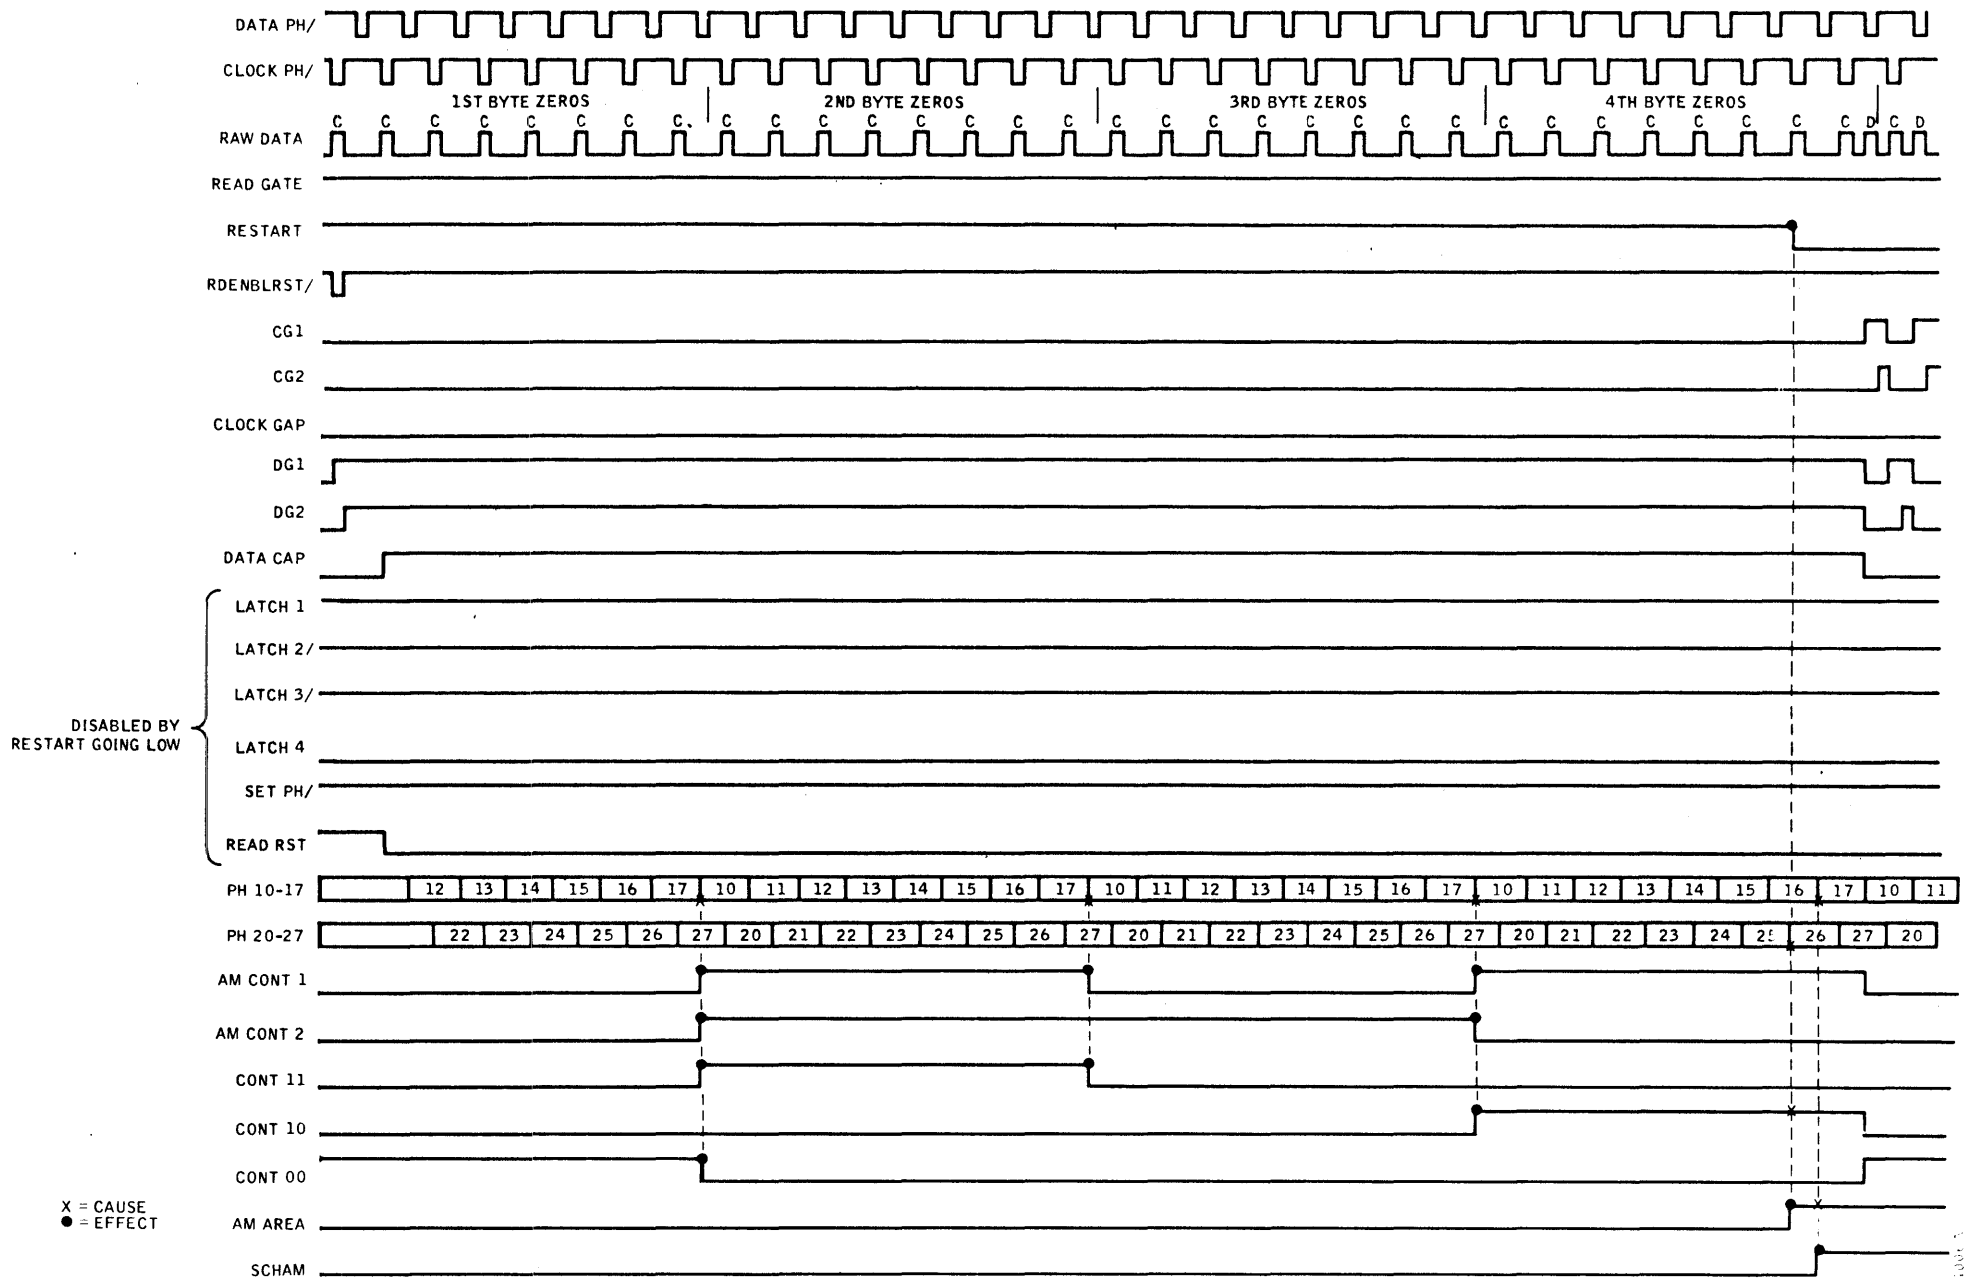 DATA PH/
CLOCK PH/
1ST BYTE ZEROS 2ND BYTE ZEROS 3RD BYTE ZEROS 4TH BYTE ZEROS
C C C C C C C C C C C C C C C C C C C C C C C C C C C C C C C C D C D
RAW DATA
READ GATE
RESTART
RDENBLRST/
CG1
CG2
CLOCK GAP
DG1
DG2
DATA CAP
LATCH 1
LATCH 2/
LATCH 3/
DISABLED BY
RESTART GOING LOW
LATCH 4
SET PH/
READ RST
PH 10-17 12 13 14 15 16 17 10 11 12 13 14 15 16 17 10 11 12 13 14 15 16 17 10 11 12 13 14 15 16 17 10 11
PH 20-27 22 23 24 25 26 27 20 21 22 23 24 25 26 27 20 21 22 23 24 25 26 27 20 21 22 23 24 25 26 27 20
AM CONT 1
AM CONT 2
CONT 11
CONT 10
CONT 00
X = CAUSE
● = EFFECT
AM AREA
SCHAM